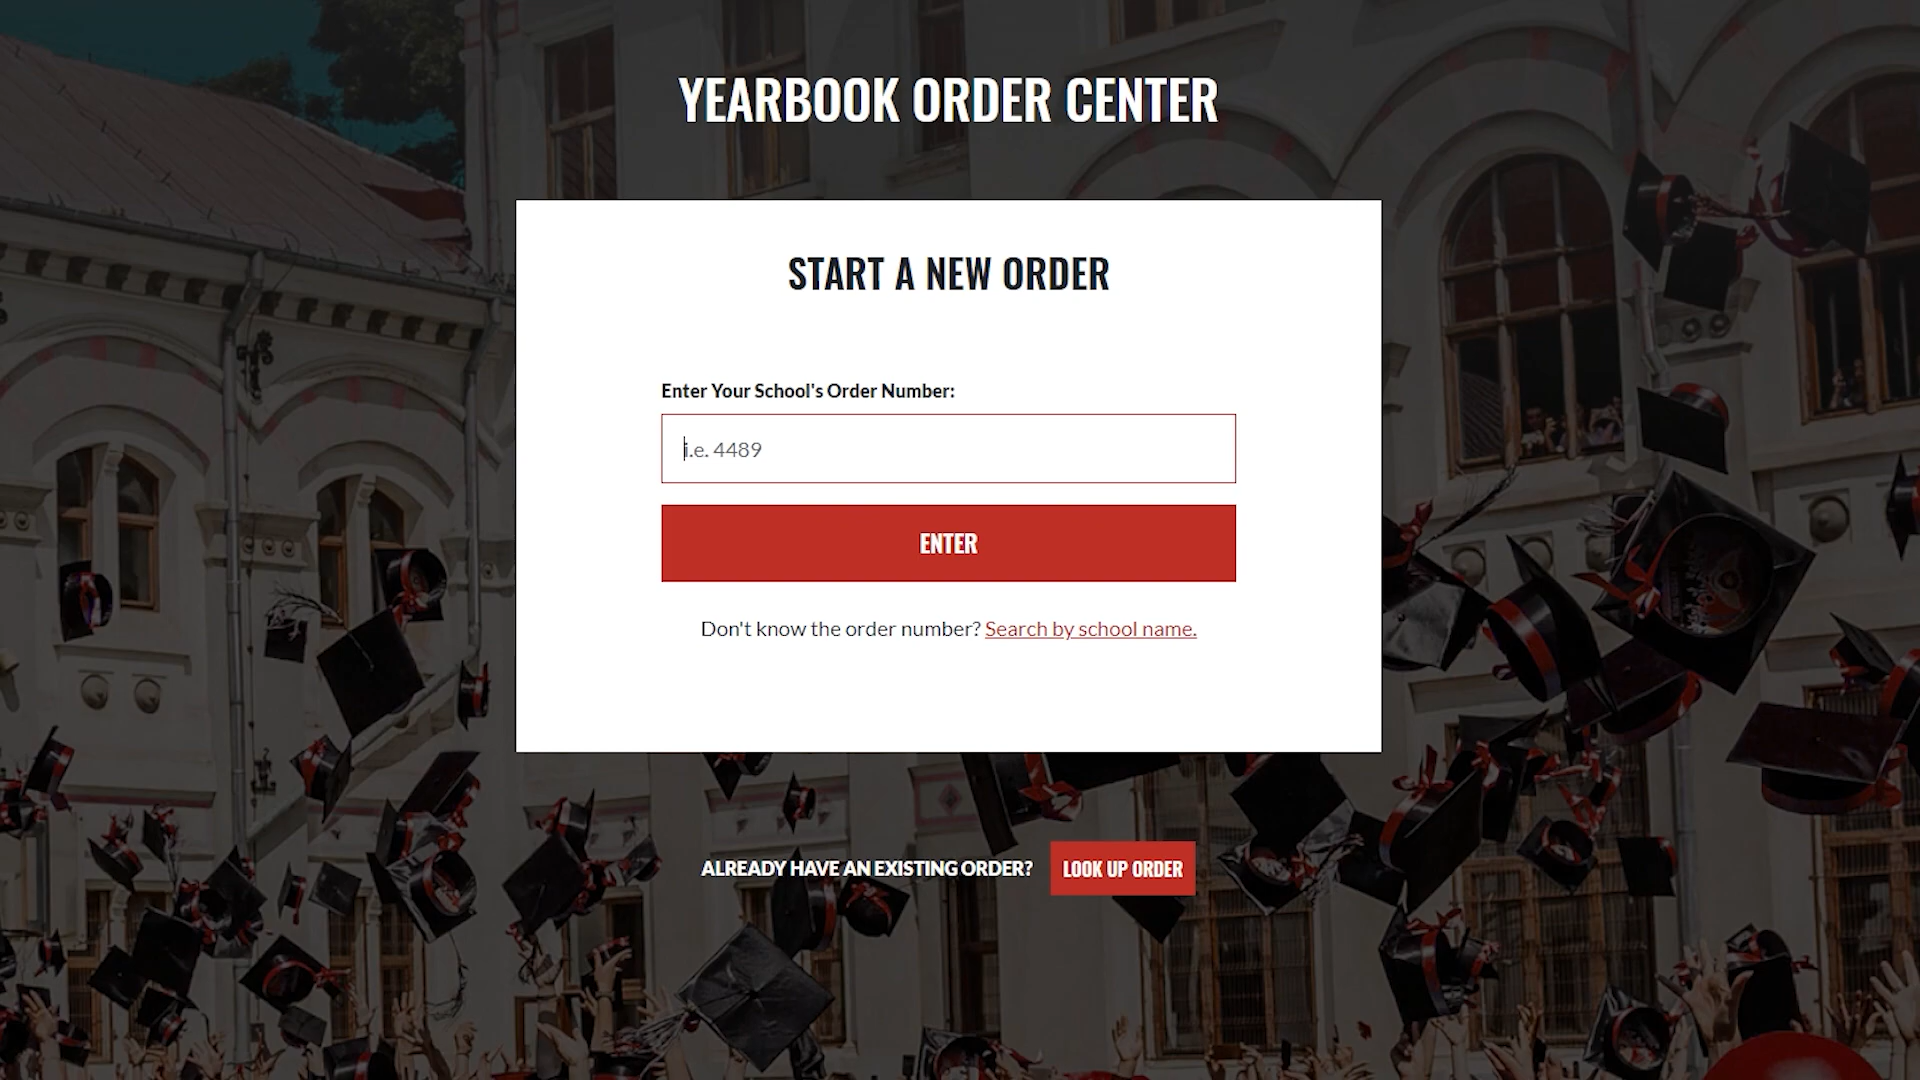 YEARBOOK ORDER CENTER
START A NEW ORDER
Enter Your School's Order Number:
i.e. 4489
ENTER
Don't know the order number? Search by school name.
ALREADY HAVE AN EXISTING ORDER? LOOK UP ORDER